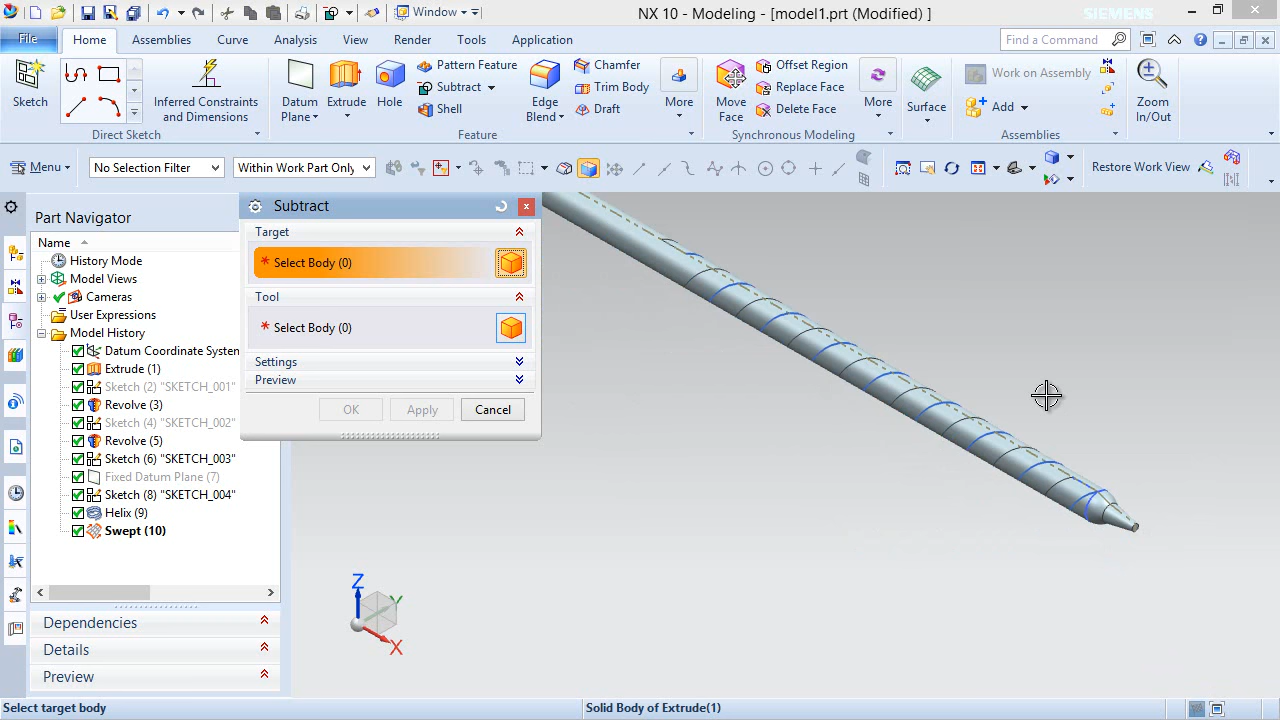 Window
NX 10 - Modeling - [model1.prt (Modified) ]
SIEMENS
File
Home
Assemblies
Curve
Analysis
View
Render
Tools
Application
Find a Command
Sketch
Inferred Constraints
and Dimensions
Direct Sketch
Datum
Plane
Extrude
Hole
Pattern Feature
Subtract
Shell
Edge
Blend
Chamfer
Trim Body
Draft
More
Feature
Move
Face
Offset Region
Replace Face
Delete Face
More
Synchronous Modeling
Surface
Work on Assembly
Add
Assemblies
Zoom
In/Out
Menu
No Selection Filter
Within Work Part Only
Restore Work View
Part Navigator
Name
History Mode
Model Views
Cameras
User Expressions
Model History
Datum Coordinate System
Extrude (1)
Sketch (2) "SKETCH_001"
Revolve (3)
Sketch (4) "SKETCH_002"
Revolve (5)
Sketch (6) "SKETCH_003"
Fixed Datum Plane (7)
Sketch (8) "SKETCH_004"
Helix (9)
Swept (10)
Dependencies
Details
Preview
Subtract
Target
* Select Body (0)
Tool
* Select Body (0)
Settings
Preview
OK
Apply
Cancel
Z
Y
X
Select target body
Solid Body of Extrude(1)